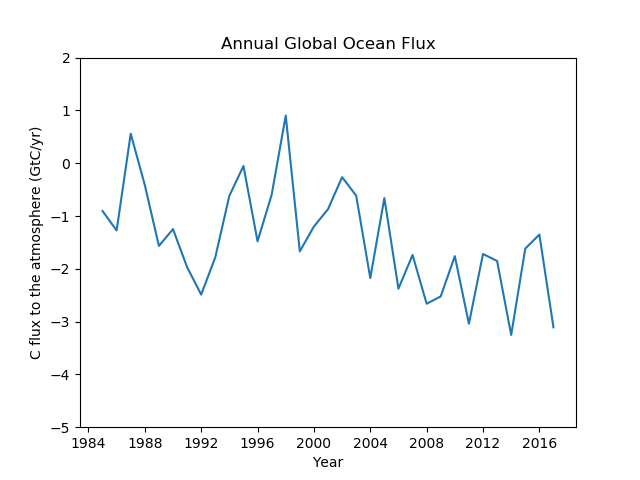 Annual Global Ocean Flux
2
1
0
−1
−2
−3
−4
−5
C flux to the atmosphere (GtC/yr)
1984 1988 1992 1996 2000 2004 2008 2012 2016
Year